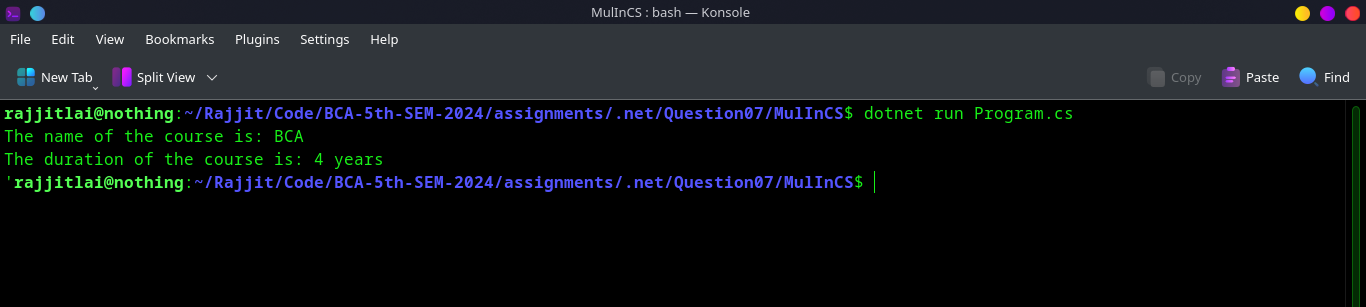 MulInCS : bash — Konsole
File Edit View Bookmarks Plugins Settings Help
New Tab Split View Copy Paste Find
rajjitlai@nothing:~/Rajjit/Code/BCA-5th-SEM-2024/assignments/.net/Question07/MulInCS$ dotnet run Program.cs
The name of the course is: BCA
The duration of the course is: 4 years
'rajjitlai@nothing:~/Rajjit/Code/BCA-5th-SEM-2024/assignments/.net/Question07/MulInCS$